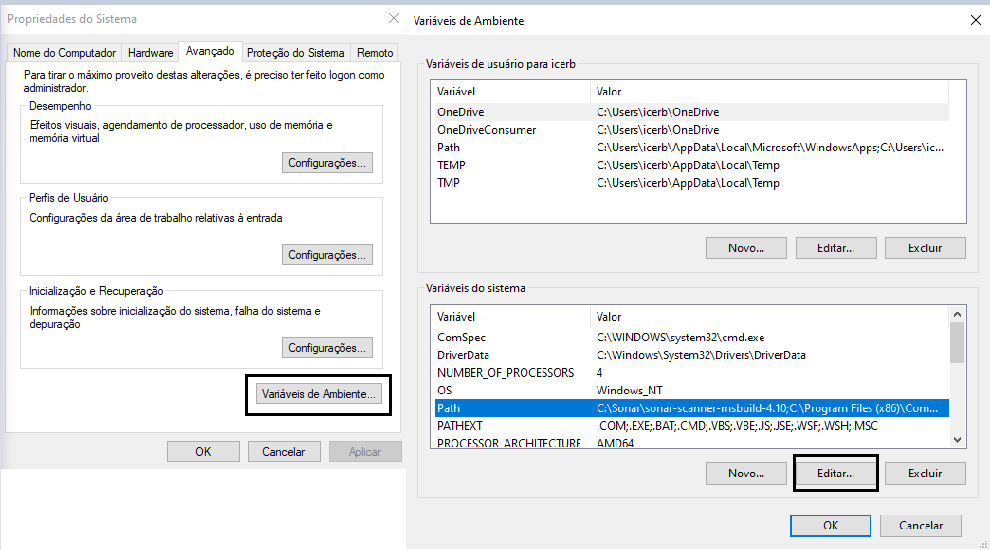 Propriedades do Sistema
Nome do Computador
Hardware
Avançado
Proteção do Sistema
Remoto
Para tirar o máximo proveito destas alterações, é preciso ter feito logon como
administrador.
Desempenho
Efeitos visuais, agendamento de processador, uso de memória e
memória virtual
Configurações...
Perfis de Usuário
Configurações da área de trabalho relativas à entrada
Configurações...
Inicialização e Recuperação
Informações sobre inicialização do sistema, falha do sistema e
depuração
Configurações...
Variáveis de Ambiente...
OK
Cancelar
Aplicar
Variáveis de Ambiente
Variáveis de usuário para icerb
Variável Valor
OneDrive C:\Users\icerb\OneDrive
OneDriveConsumer C:\Users\icerb\OneDrive
Path C:\Users\icerb\AppData\Local\Microsoft\WindowsApps;C:\Users\ic...
TEMP C:\Users\icerb\AppData\Local\Temp
TMP C:\Users\icerb\AppData\Local\Temp
Novo...
Editar...
Excluir
Variáveis do sistema
Variável Valor
ComSpec C:\WINDOWS\system32\cmd.exe
DriverData C:\Windows\System32\Drivers\DriverData
NUMBER_OF_PROCESSORS 4
OS Windows_NT
Path C:\Sonar\sonar-scanner-msbuild-4.10;C:\Program Files (x86)\Com...
PATHEXT .COM;.EXE;.BAT;.CMD;.VBS;.VBE;.JS;.JSE;.WSF;.WSH;.MSC
PROCESSOR_ARCHITECTURE AMD64
Novo...
Editar...
Excluir
OK
Cancelar